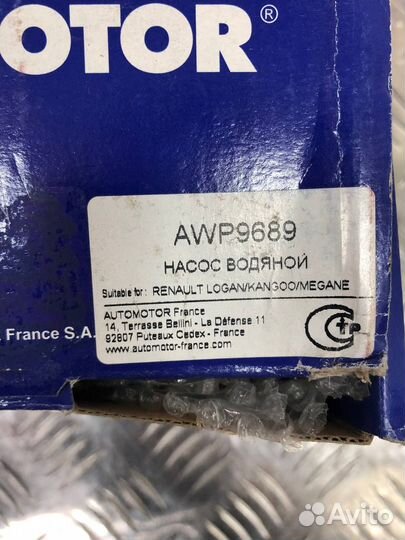 OTOR®
AWP9689
НАСОС ВОДЯНОЙ
Suitable for: RENAULT LOGAN/KANGOO/MEGANE
AUTOMOTOR France
14, Terrasse Bellini - La Défense 11
92807 Puteaux Cedex - France
www.automotor-france.com
France S.A.
Avito